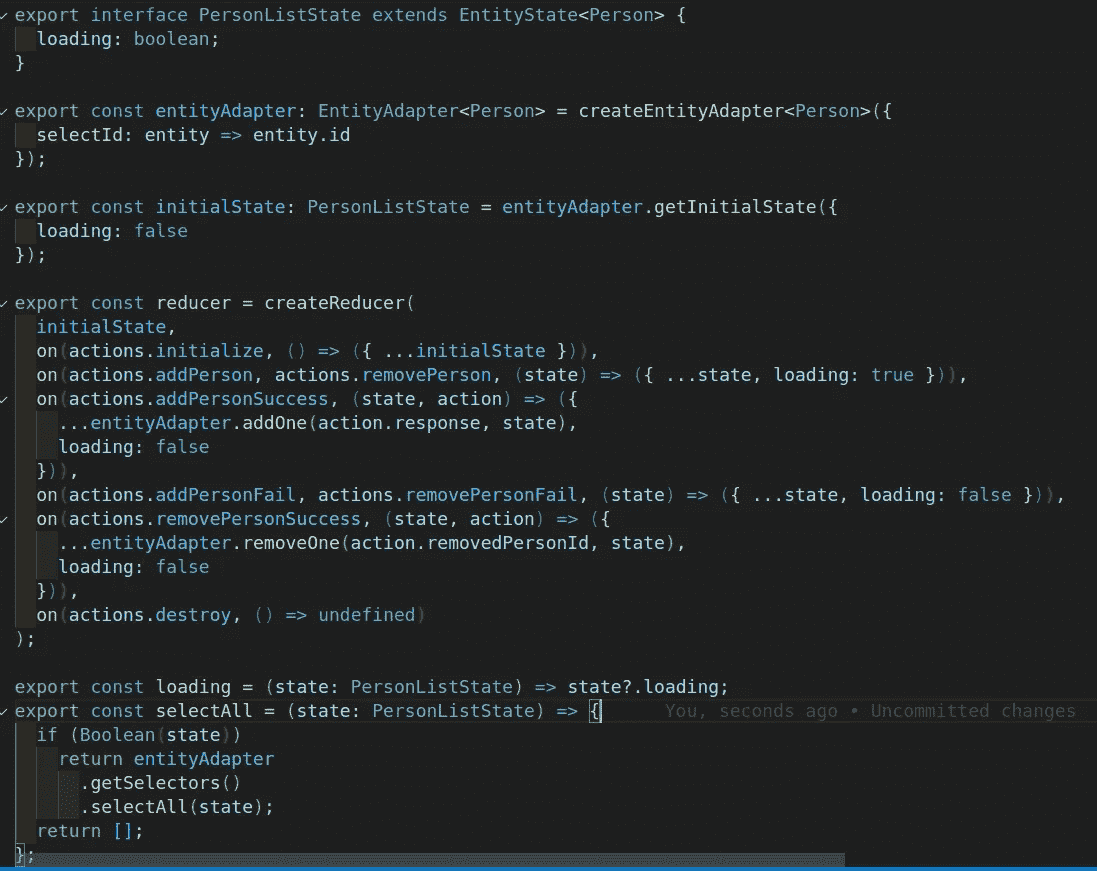 export interface PersonListState extends EntityState<Person> {
  loading: boolean;
}

export const entityAdapter: EntityAdapter<Person> = createEntityAdapter<Person>({
  selectId: entity => entity.id
});

export const initialState: PersonListState = entityAdapter.getInitialState({
  loading: false
});

export const reducer = createReducer(
  initialState,
  on(actions.initialize, () => ({ ...initialState })),
  on(actions.addPerson, actions.removePerson, (state) => ({ ...state, loading: true })),
  on(actions.addPersonSuccess, (state, action) => ({
    ...entityAdapter.addOne(action.response, state),
    loading: false
  })),
  on(actions.addPersonFail, actions.removePersonFail, (state) => ({ ...state, loading: false })),
  on(actions.removePersonSuccess, (state, action) => ({
    ...entityAdapter.removeOne(action.removedPersonId, state),
    loading: false
  })),
  on(actions.destroy, () => undefined)
);

export const loading = (state: PersonListState) => state?.loading;
export const selectAll = (state: PersonListState) => { You, seconds ago • Uncommitted changes
  if (Boolean(state))
    return entityAdapter
      .getSelectors()
      .selectAll(state);
  return [];
};